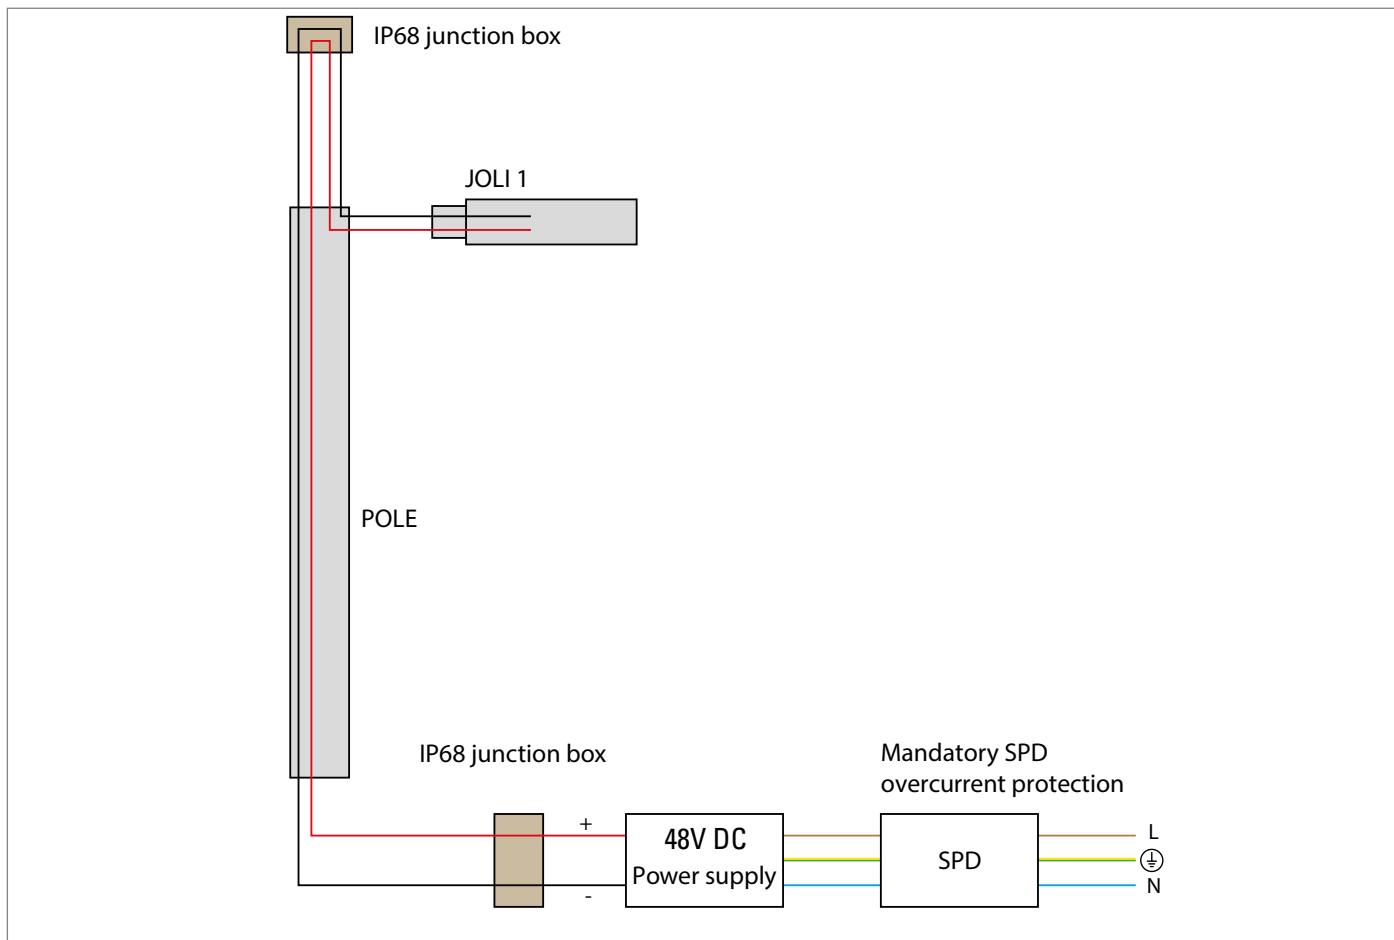 IP68 junction box
JOLI 1
POLE
IP68 junction box
Mandatory SPD
overcurrent protection
+
-
48V DC
Power supply
SPD
L
N